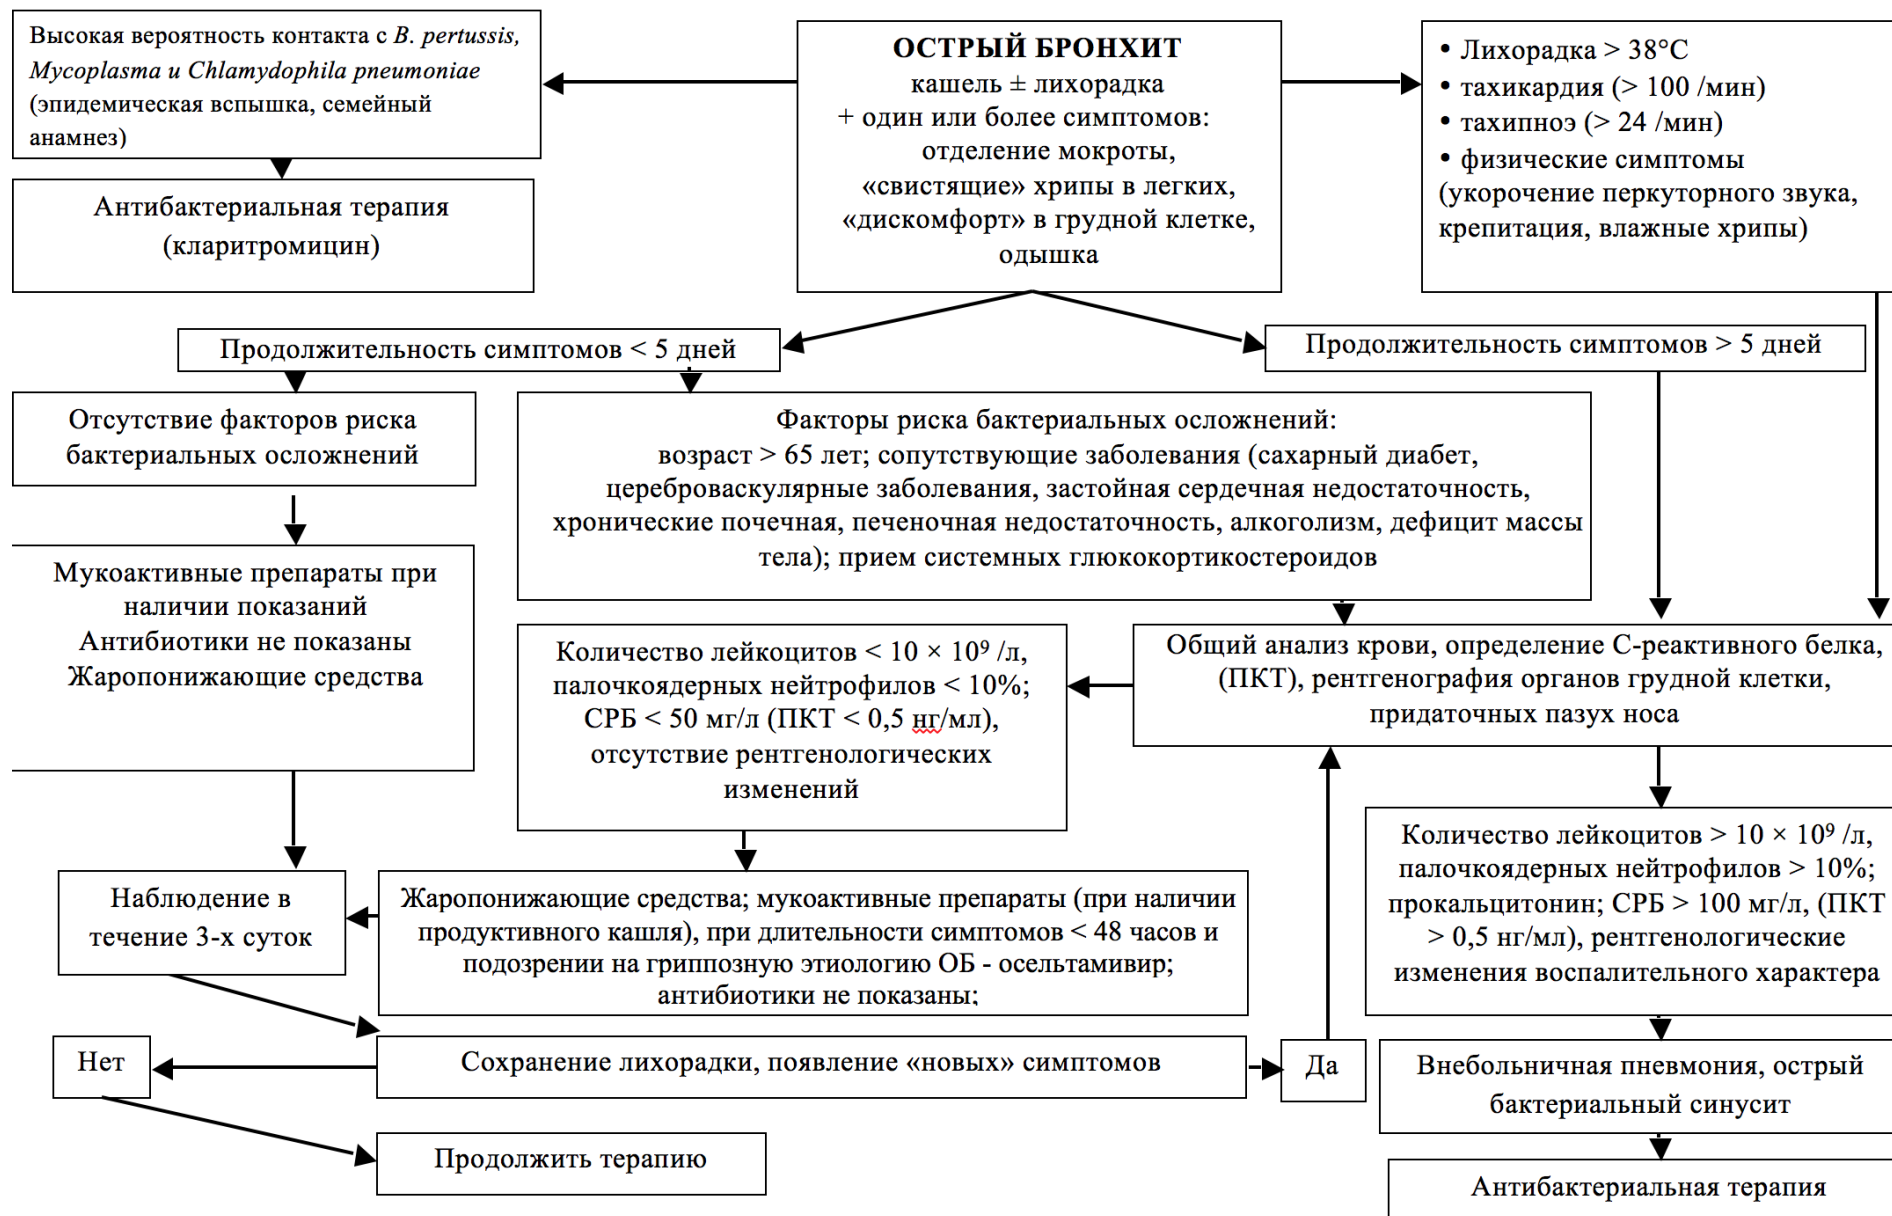 Высокая вероятность контакта с B. pertussis,
Mycoplasma и Chlamydophila pneumoniae
(эпидемическая вспышка, семейный
анамнез)
Антибактериальная терапия
(кларитромицин)
ОСТРЫЙ БРОНХИТ
кашель ± лихорадка
+ один или более симптомов:
отделение мокроты,
«свистящие» хрипы в легких,
«дискомфорт» в грудной клетке,
одышка
• Лихорадка > 38°С
• тахикардия (> 100 /мин)
• тахипноэ (> 24 /мин)
• физические симптомы
(укорочение перкуторного звука,
крепитация, влажные хрипы)
Продолжительность симптомов < 5 дней
Продолжительность симптомов > 5 дней
Отсутствие факторов риска
бактериальных осложнений
Факторы риска бактериальных осложнений:
возраст > 65 лет; сопутствующие заболевания (сахарный диабет,
цереброваскулярные заболевания, застойная сердечная недостаточность,
хронические почечная, печеночная недостаточность, алкоголизм, дефицит массы
тела); прием системных глюкокортикостероидов
Мукоактивные препараты при
наличии показаний
Антибиотики не показаны
Жаропонижающие средства
Количество лейкоцитов < 10 × 10⁹ /л,
палочкоядерных нейтрофилов < 10%;
СРБ < 50 мг/л (ПКТ < 0,5 нг/мл),
отсутствие рентгенологических
изменений
Общий анализ крови, определение С-реактивного белка,
(ПКТ), рентгенография органов грудной клетки,
придаточных пазух носа
Количество лейкоцитов > 10 × 10⁹ /л,
палочкоядерных нейтрофилов > 10%;
прокальцитонин; СРБ > 100 мг/л, (ПКТ
> 0,5 нг/мл), рентгенологические
изменения воспалительного характера
Наблюдение в
течение 3-х суток
Жаропонижающие средства; мукоактивные препараты (при наличии
продуктивного кашля), при длительности симптомов < 48 часов и
подозрении на гриппозную этиологию ОБ - осельтамивир;
антибиотики не показаны;
Нет
Сохранение лихорадки, появление «новых» симптомов
Да
Внебольничная пневмония, острый
бактериальный синусит
Продолжить терапию
Антибактериальная терапия